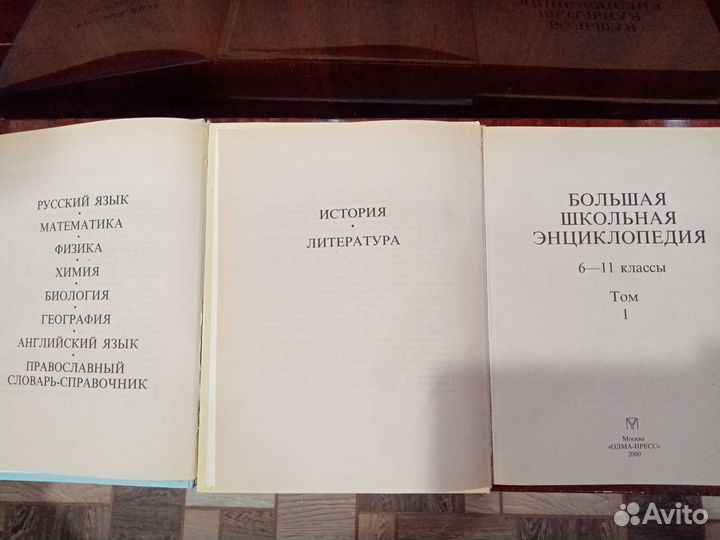 РУССКИЙ ЯЗЫК
•
МАТЕМАТИКА
•
ФИЗИКА
•
ХИМИЯ
•
БИОЛОГИЯ
•
ГЕОГРАФИЯ
•
АНГЛИЙСКИЙ ЯЗЫК
•
ПРАВОСЛАВНЫЙ
СЛОВАРЬ-СПРАВОЧНИК
ИСТОРИЯ
•
ЛИТЕРАТУРА
БОЛЬШАЯ
ШКОЛЬНАЯ
ЭНЦИКЛОПЕДИЯ
6—11 классы
Том
1
Москва
«ОЛМА-ПРЕСС»
2000
Avito